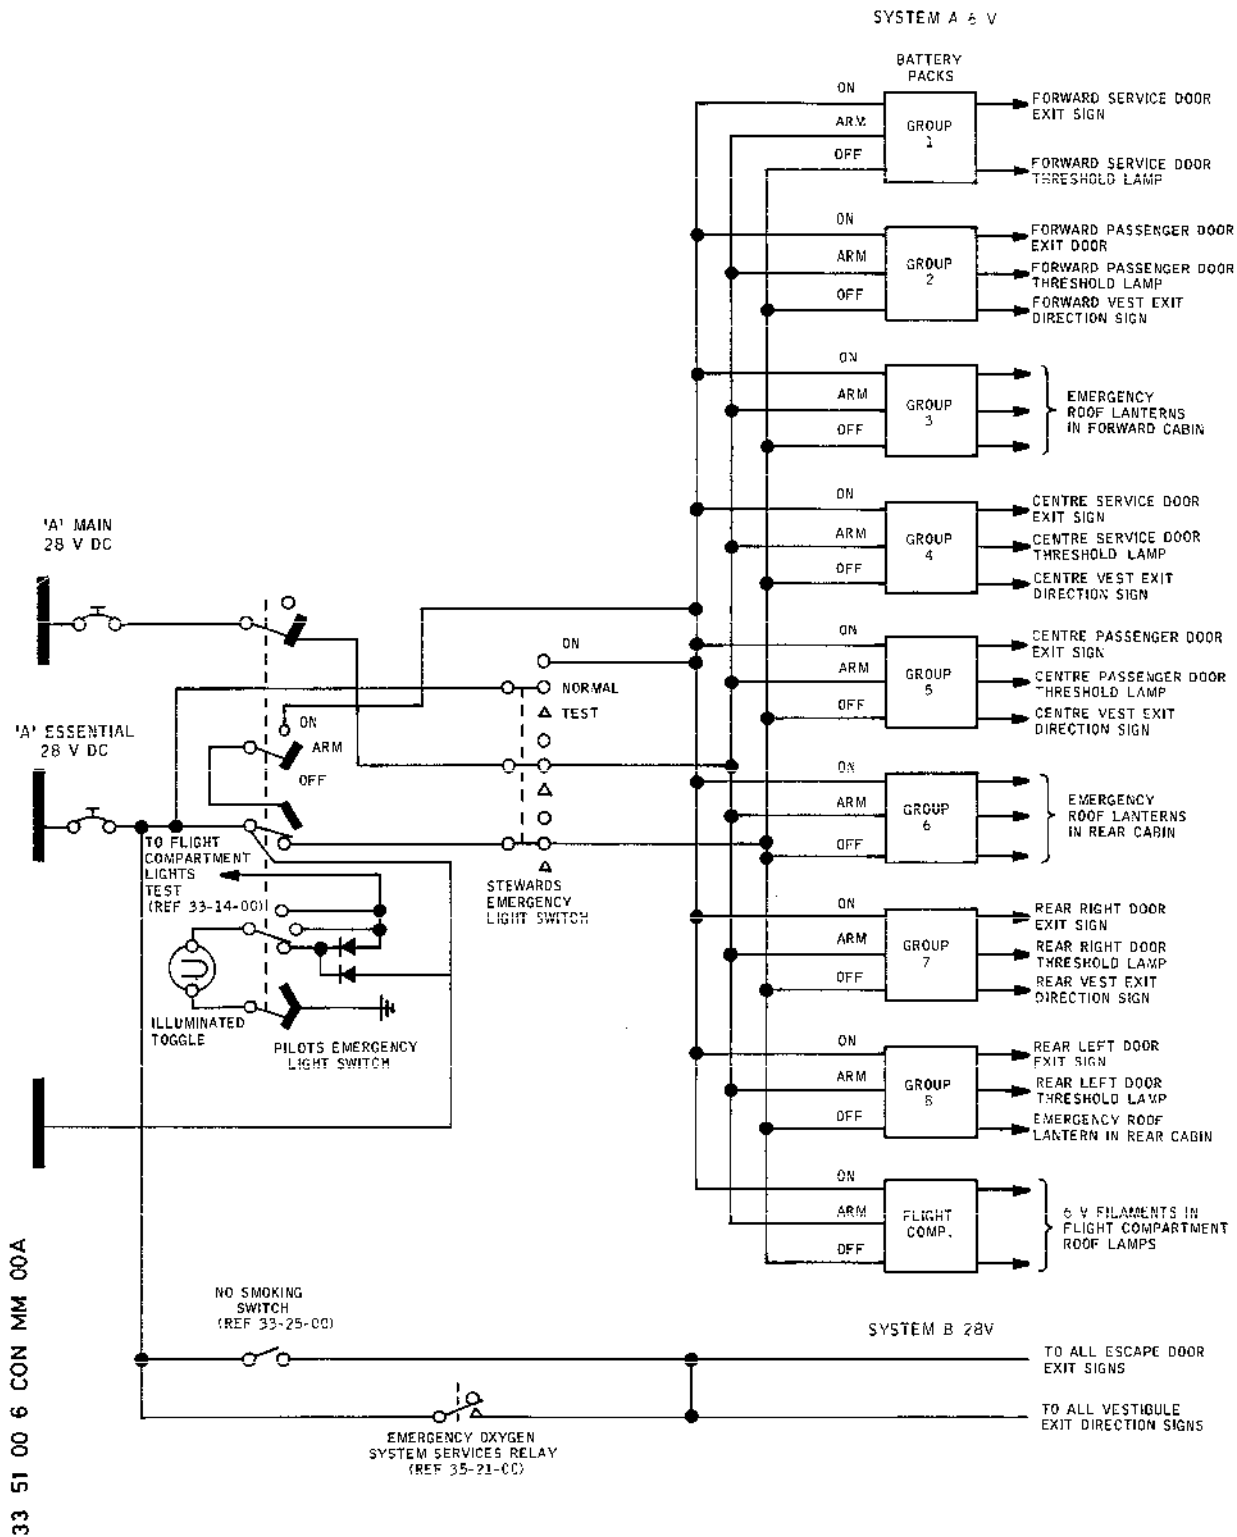 SYSTEM A 6 V
BATTERY
PACKS
ON
ARM
OFF
GROUP
1
FORWARD SERVICE DOOR
EXIT SIGN
FORWARD SERVICE DOOR
THRESHOLD LAMP
ON
ARM
OFF
GROUP
2
FORWARD PASSENGER DOOR
EXIT DOOR
FORWARD PASSENGER DOOR
THRESHOLD LAMP
FORWARD VEST EXIT
DIRECTION SIGN
ON
ARM
OFF
GROUP
3
EMERGENCY
ROOF LANTERNS
IN FORWARD CABIN
ON
ARM
OFF
GROUP
4
CENTRE SERVICE DOOR
EXIT SIGN
CENTRE SERVICE DOOR
THRESHOLD LAMP
CENTRE VEST EXIT
DIRECTION SIGN
ON
ARM
OFF
GROUP
5
CENTRE PASSENGER DOOR
EXIT SIGN
CENTRE PASSENGER DOOR
THRESHOLD LAMP
CENTRE VEST EXIT
DIRECTION SIGN
ON
ARM
OFF
GROUP
6
EMERGENCY
ROOF LANTERNS
IN REAR CABIN
ON
ARM
OFF
GROUP
7
REAR RIGHT DOOR
EXIT SIGN
REAR RIGHT DOOR
THRESHOLD LAMP
REAR VEST EXIT
DIRECTION SIGN
ON
ARM
OFF
GROUP
8
REAR LEFT DOOR
EXIT SIGN
REAR LEFT DOOR
THRESHOLD LAMP
EMERGENCY ROOF
LANTERN IN REAR CABIN
ON
ARM
OFF
FLIGHT
COMP.
6 V FILAMENTS IN
FLIGHT COMPARTMENT
ROOF LAMPS
'A' MAIN
28 V DC
'A' ESSENTIAL
28 V DC
ON
ARM
OFF
ON
NORMAL
TEST
TO FLIGHT
COMPARTMENT
LIGHTS
TEST
(REF 33-14-00)
STEWARDS
EMERGENCY
LIGHT SWITCH
ILLUMINATED
TOGGLE
PILOTS EMERGENCY
LIGHT SWITCH
NO SMOKING
SWITCH
(REF 33-25-00)
SYSTEM B 28V
TO ALL ESCAPE DOOR
EXIT SIGNS
EMERGENCY OXYGEN
SYSTEM SERVICES RELAY
(REF 35-21-00)
TO ALL VESTIBULE
EXIT DIRECTION SIGNS
33 51 00 6 CON MM 00A